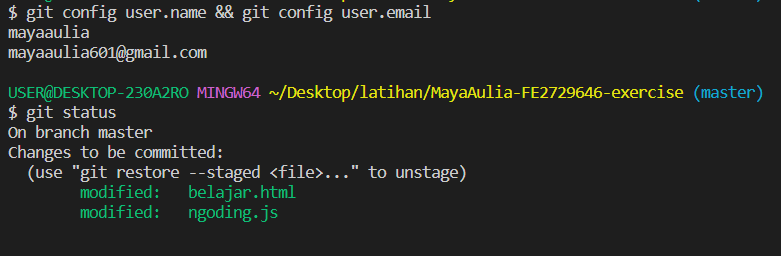 $ git config user.name && git config user.email
mayaaulia
mayaaulia601@gmail.com
USER@DESKTOP-230A2RO MINGW64 ~/Desktop/latihan/MayaAulia-FE2729646-exercise (master)
$ git status
On branch master
Changes to be committed:
  (use "git restore --staged <file>..." to unstage)
        modified:   belajar.html
        modified:   ngoding.js